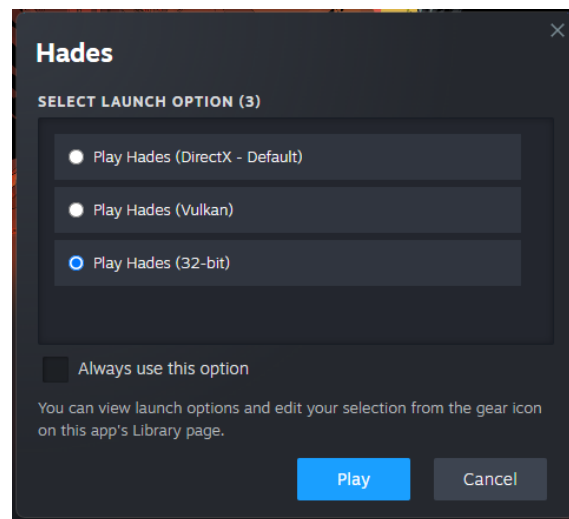 Hades
SELECT LAUNCH OPTION (3)
Play Hades (DirectX - Default)
Play Hades (Vulkan)
Play Hades (32-bit)
Always use this option
You can view launch options and edit your selection from the gear icon
on this app's Library page.
Play
Cancel